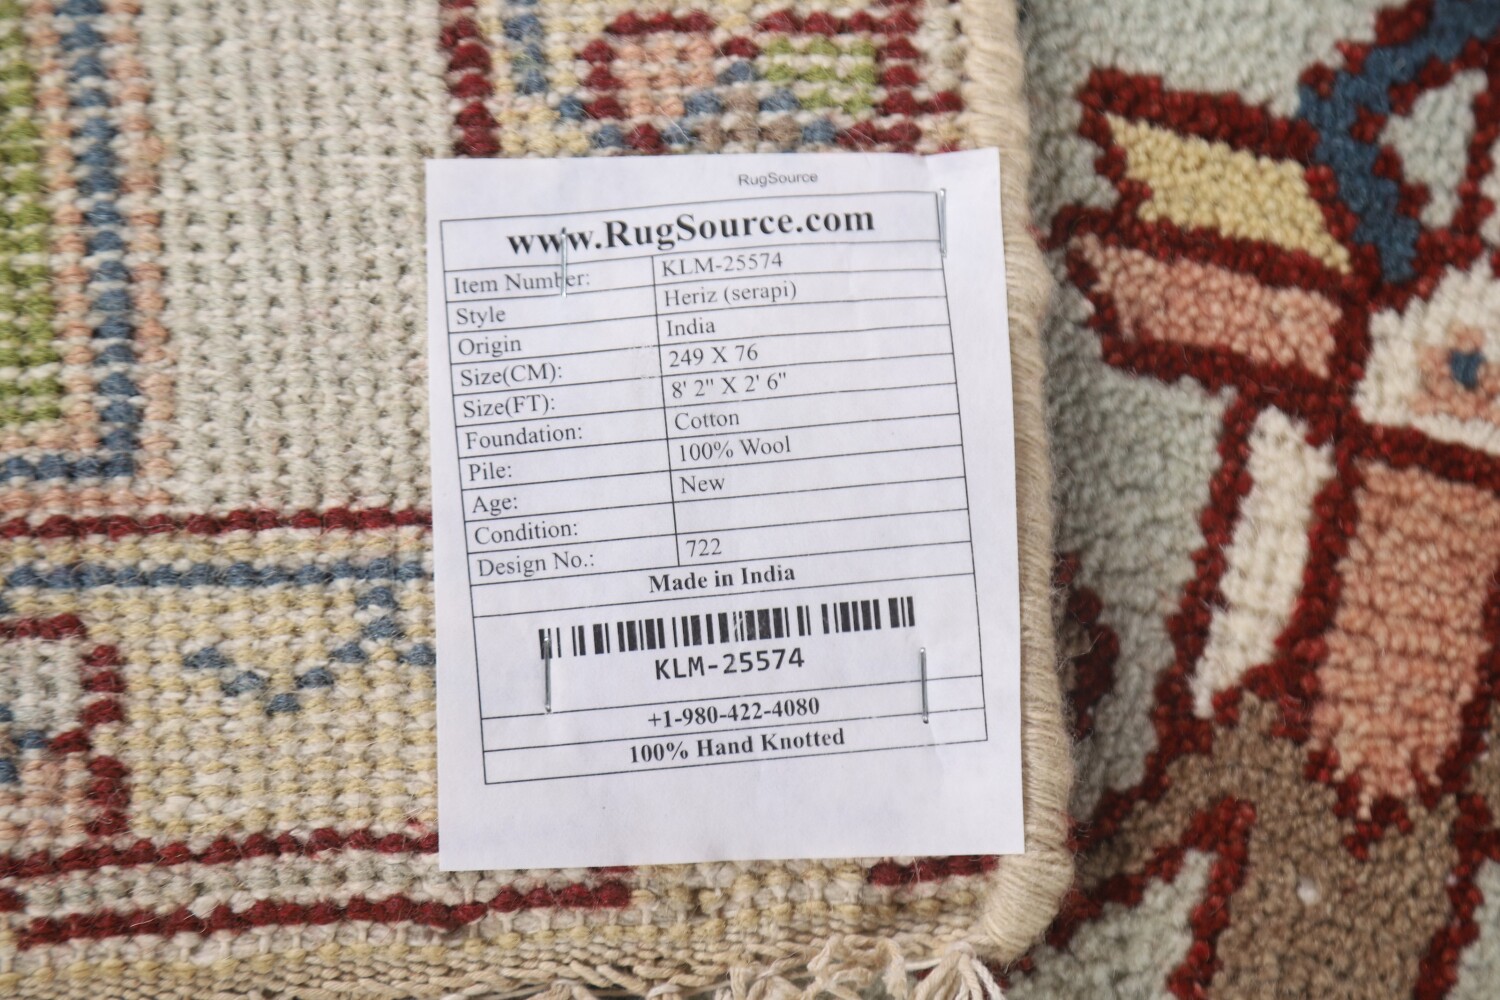 RugSource
www.RugSource.com
Item Number: KLM-25574
Style Heriz (serapi)
Origin India
Size(CM): 249 X 76
Size(FT): 8' 2" X 2' 6"
Foundation: Cotton
Pile: 100% Wool
Age: New
Condition:
Design No.: 722
Made in India
KLM-25574
+1-980-422-4080
100% Hand Knotted